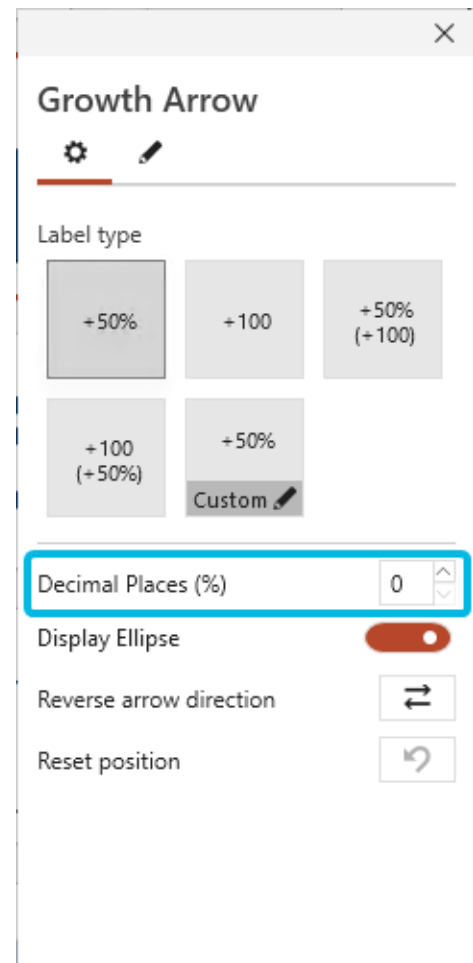 Growth Arrow
Label type
+50%
+100
+50%
(+100)
+100
(+50%)
+50%
Custom
Decimal Places (%)
0
Display Ellipse
Reverse arrow direction
Reset position